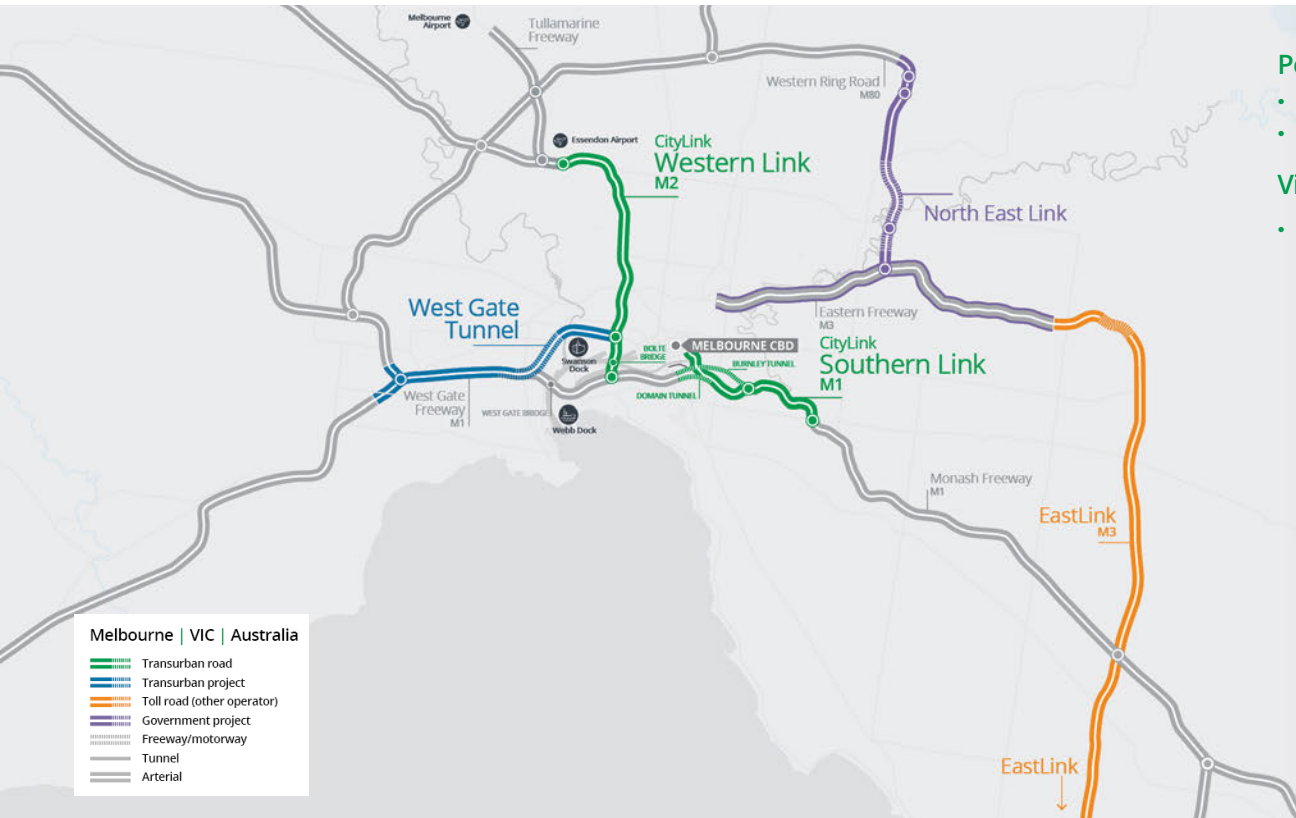 Melbourne
Airport
Tullamarine
Freeway
Western Ring Road
M80
Essendon Airport
CityLink
Western Link
M2
North East Link
West Gate
Tunnel
Eastern Freeway
M3
Swanson
Dock
BOLTE
BRIDGE
MELBOURNE CBD
BURNLEY TUNNEL
CityLink
Southern Link
M1
DOMAIN TUNNEL
West Gate
Freeway
M1
WEST GATE BRIDGE
Webb Dock
Monash Freeway
M1
EastLink
M3
EastLink
Melbourne | VIC | Australia
Transurban road
Transurban project
Toll road (other operator)
Government project
Freeway/motorway
Tunnel
Arterial